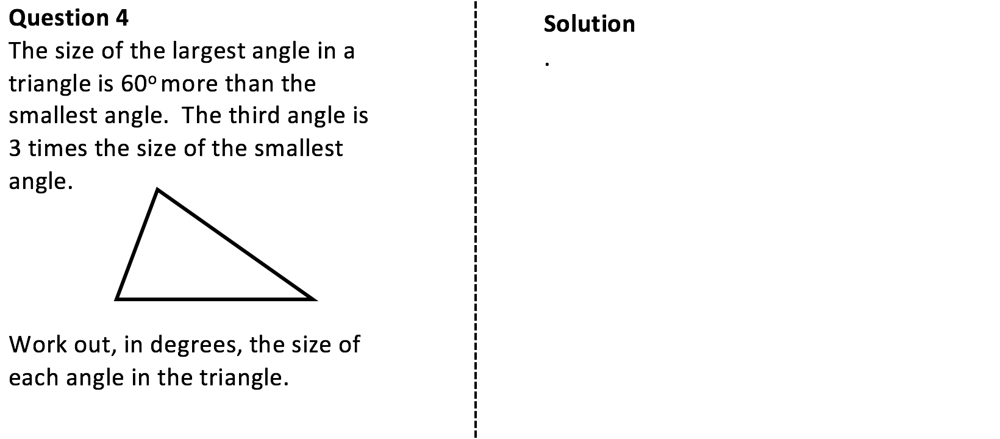 Question 4
The size of the largest angle in a
triangle is 60º more than the
smallest angle.  The third angle is
3 times the size of the smallest
angle.
Work out, in degrees, the size of
each angle in the triangle.
Solution
.